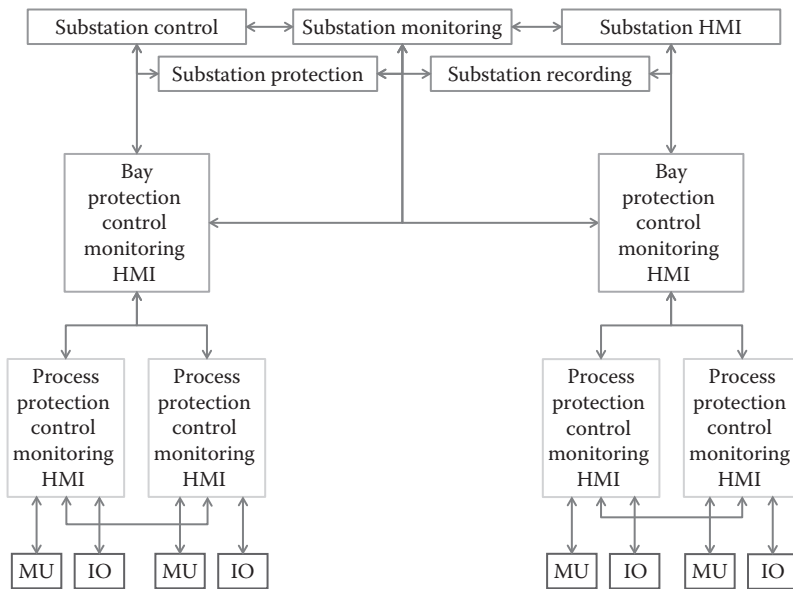 Substation control
Substation monitoring
Substation HMI
Substation protection
Substation recording
Bay
protection
control
monitoring
HMI
Bay
protection
control
monitoring
HMI
Process
protection
control
monitoring
HMI
Process
protection
control
monitoring
HMI
Process
protection
control
monitoring
HMI
Process
protection
control
monitoring
HMI
MU
IO
MU
IO
MU
IO
MU
IO